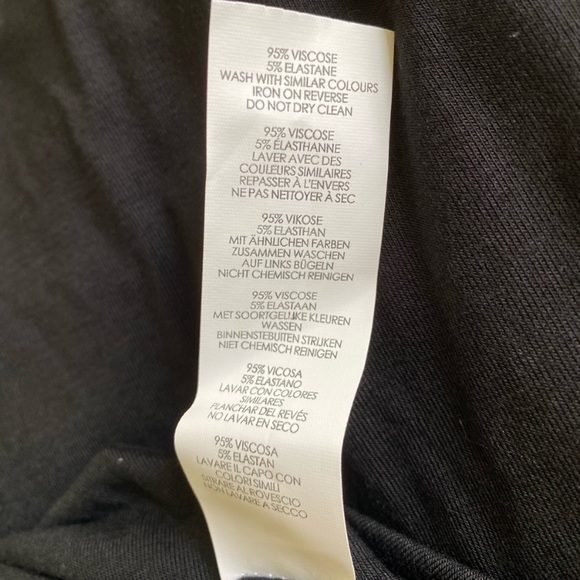 95% VISCOSE
5% ELASTANE
WASH WITH SIMILAR COLOURS
IRON ON REVERSE
DO NOT DRY CLEAN
95% VISCOSE
5% ÉLASTHANNE
LAVER AVEC DES
COULEURS SIMILAIRES
REPASSER À L'ENVERS
NE PAS NETTOYER À SEC
95% VIKOSE
5% ELASTHAN
MIT ÄHNLICHEN FARBEN
ZUSAMMEN WASCHEN
AUF LINKS BÜGELN
NICHT CHEMISCH REINIGEN
95% VISCOSE
5% ELASTAAN
MET SOORTGELIJKE KLEUREN
WASSEN
BINNENSTEBUITEN STRIJKEN
NIET CHEMISCH REINIGEN
95% VICOSA
5% ELASTANO
LAVAR CON COLORES
SIMILARES
PLANCHAR DEL REVÉS
NO LAVAR EN SECO
95% VISCOSA
5% ELASTAN
LAVARE IL CAPO CON
COLORI SIMILI
STIRARE AL ROVESCIO
NON LAVARE A SECCO